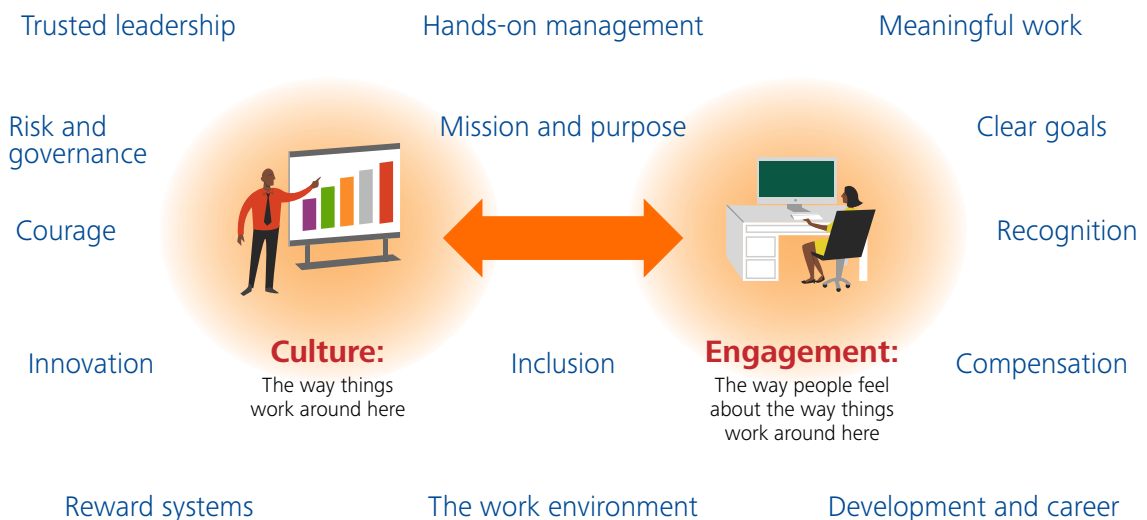 Trusted leadership
Hands-on management
Meaningful work
Risk and
governance
Mission and purpose
Clear goals
Courage
Recognition
Innovation
Culture:
The way things
work around here
Inclusion
Engagement:
The way people feel
about the way things
work around here
Compensation
Reward systems
The work environment
Development and career